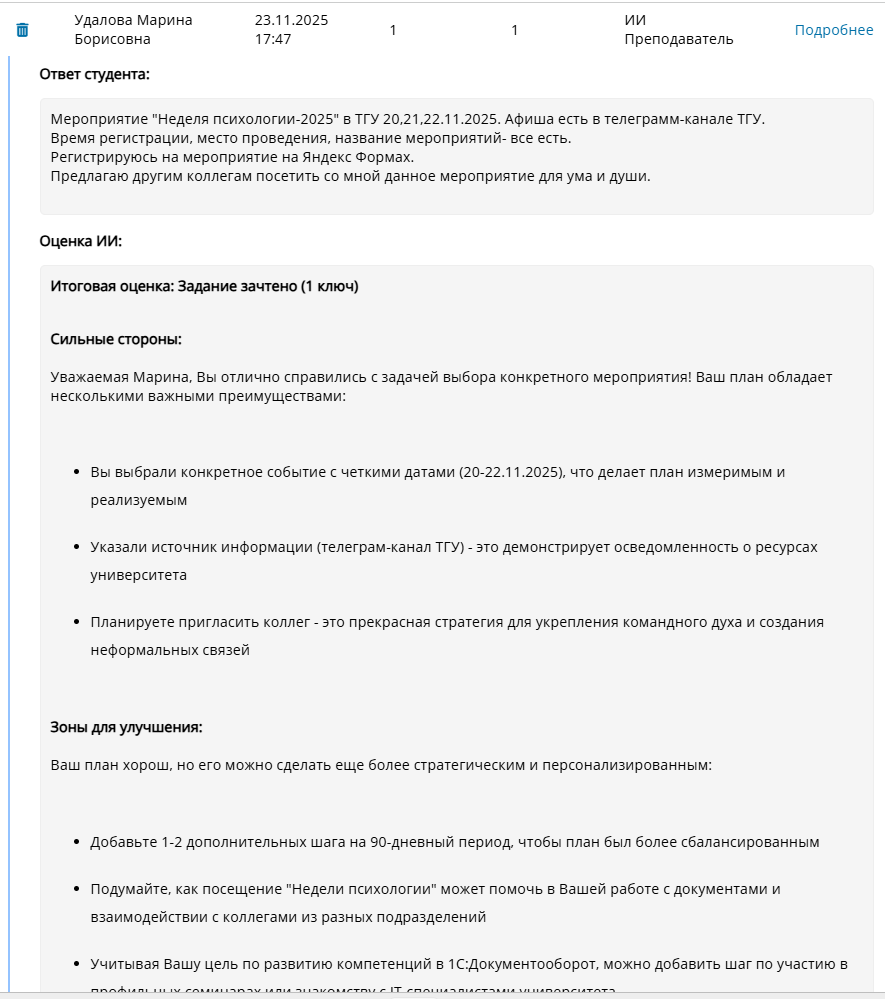 Удалова Марина Борисовна
23.11.2025 17:47
1
1
ИИ Преподаватель
Подробнее
Ответ студента:
Мероприятие "Неделя психологии-2025" в ТГУ 20,21,22.11.2025. Афиша есть в телеграмм-канале ТГУ.
Время регистрации, место проведения, название мероприятий- все есть.
Регистрируюсь на мероприятие на Яндекс Формах.
Предлагаю другим коллегам посетить со мной данное мероприятие для ума и души.
Оценка ИИ:
Итоговая оценка: Задание зачтено (1 ключ)
Сильные стороны:
Уважаемая Марина, Вы отлично справились с задачей выбора конкретного мероприятия! Ваш план обладает
несколькими важными преимуществами:
• Вы выбрали конкретное событие с четкими датами (20-22.11.2025), что делает план измеримым и
реализуемым
• Указали источник информации (телеграм-канал ТГУ) - это демонстрирует осведомленность о ресурсах
университета
• Планируете пригласить коллег - это прекрасная стратегия для укрепления командного духа и создания
неформальных связей
Зоны для улучшения:
Ваш план хорош, но его можно сделать еще более стратегическим и персонализированным:
• Добавьте 1-2 дополнительных шага на 90-дневный период, чтобы план был более сбалансированным
• Подумайте, как посещение "Недели психологии" может помочь в Вашей работе с документами и
взаимодействии с коллегами из разных подразделений
• Учитывая Вашу цель по развитию компетенций в 1С:Документооборот, можно добавить шаг по участию в
профильных семинарах или знакомству с IT-специалистами университета